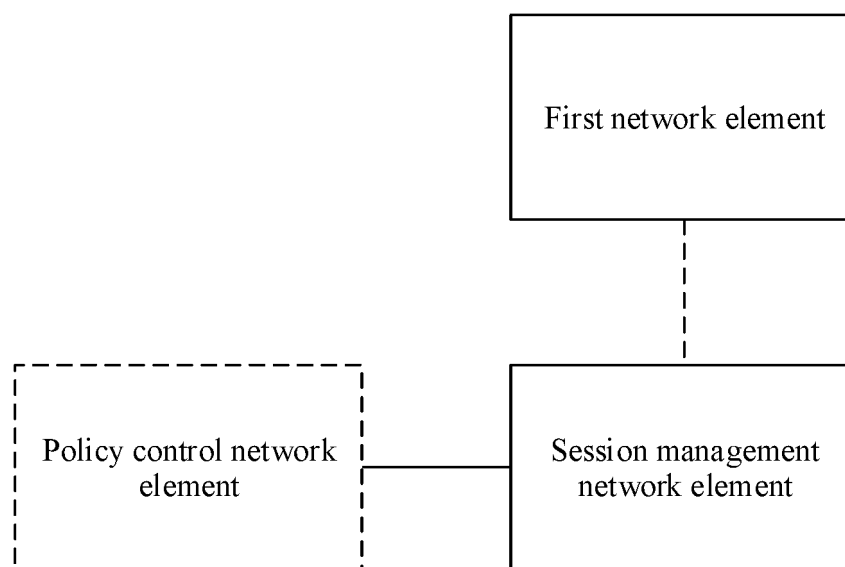 First network element
Policy control network
element
Session management
network element